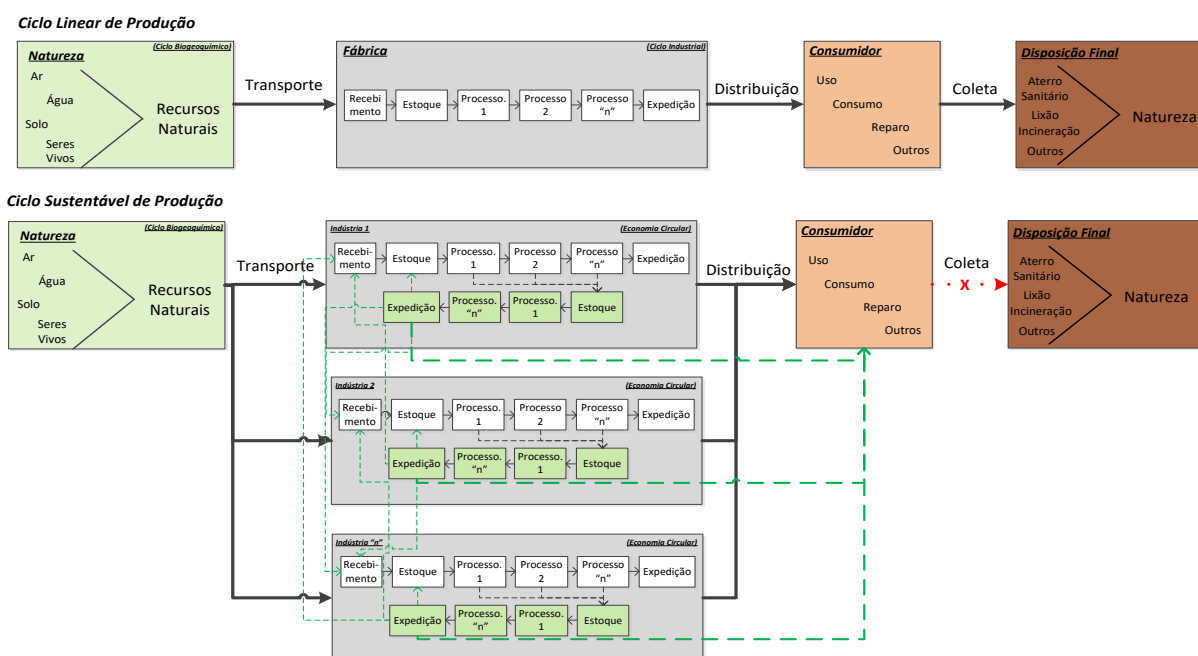 Ciclo Linear de Produção
(Ciclo Biogeoquímico)
Natureza
Ar
Água
Solo
Seres
Vivos
Recursos
Naturais
Transporte
Fábrica
(Ciclo Industrial)
Recebi
mento
Estoque
Processo.
1
Processo
2
Processo
“n”
Expedição
Distribuição
Consumidor
Uso
Consumo
Reparo
Outros
Coleta
Disposição Final
Aterro
Sanitário
Lixão
Incineração
Outros
Natureza
Ciclo Sustentável de Produção
(Ciclo Biogeoquímico)
Natureza
Ar
Água
Solo
Seres
Vivos
Recursos
Naturais
Transporte
Indústria 1
(Economia Circular)
Recebi-
mento
Estoque
Processo.
1
Processo
2
Processo
“n”
Expedição
Expedição
Processo.
“n”
Processo.
1
Estoque
Indústria 2
(Economia Circular)
Recebi-
mento
Estoque
Processo.
1
Processo
2
Processo
“n”
Expedição
Expedição
Processo.
“n”
Processo.
1
Estoque
Indústria “n”
(Economia Circular)
Recebi-
mento
Estoque
Processo.
1
Processo
2
Processo
“n”
Expedição
Expedição
Processo.
“n”
Processo.
1
Estoque
Distribuição
Consumidor
Uso
Consumo
Reparo
Outros
Coleta
X
Disposição Final
Aterro
Sanitário
Lixão
Incineração
Outros
Natureza